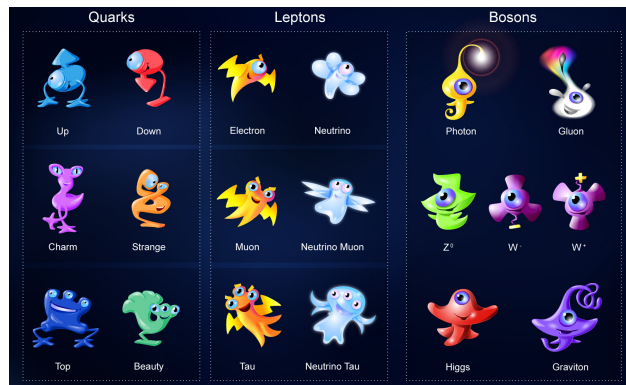 Quarks
Leptons
Bosons
Up
Down
Electron
Neutrino
Photon
Gluon
Charm
Strange
Muon
Neutrino Muon
Z⁰
W⁻
W⁺
Top
Beauty
Tau
Neutrino Tau
Higgs
Graviton